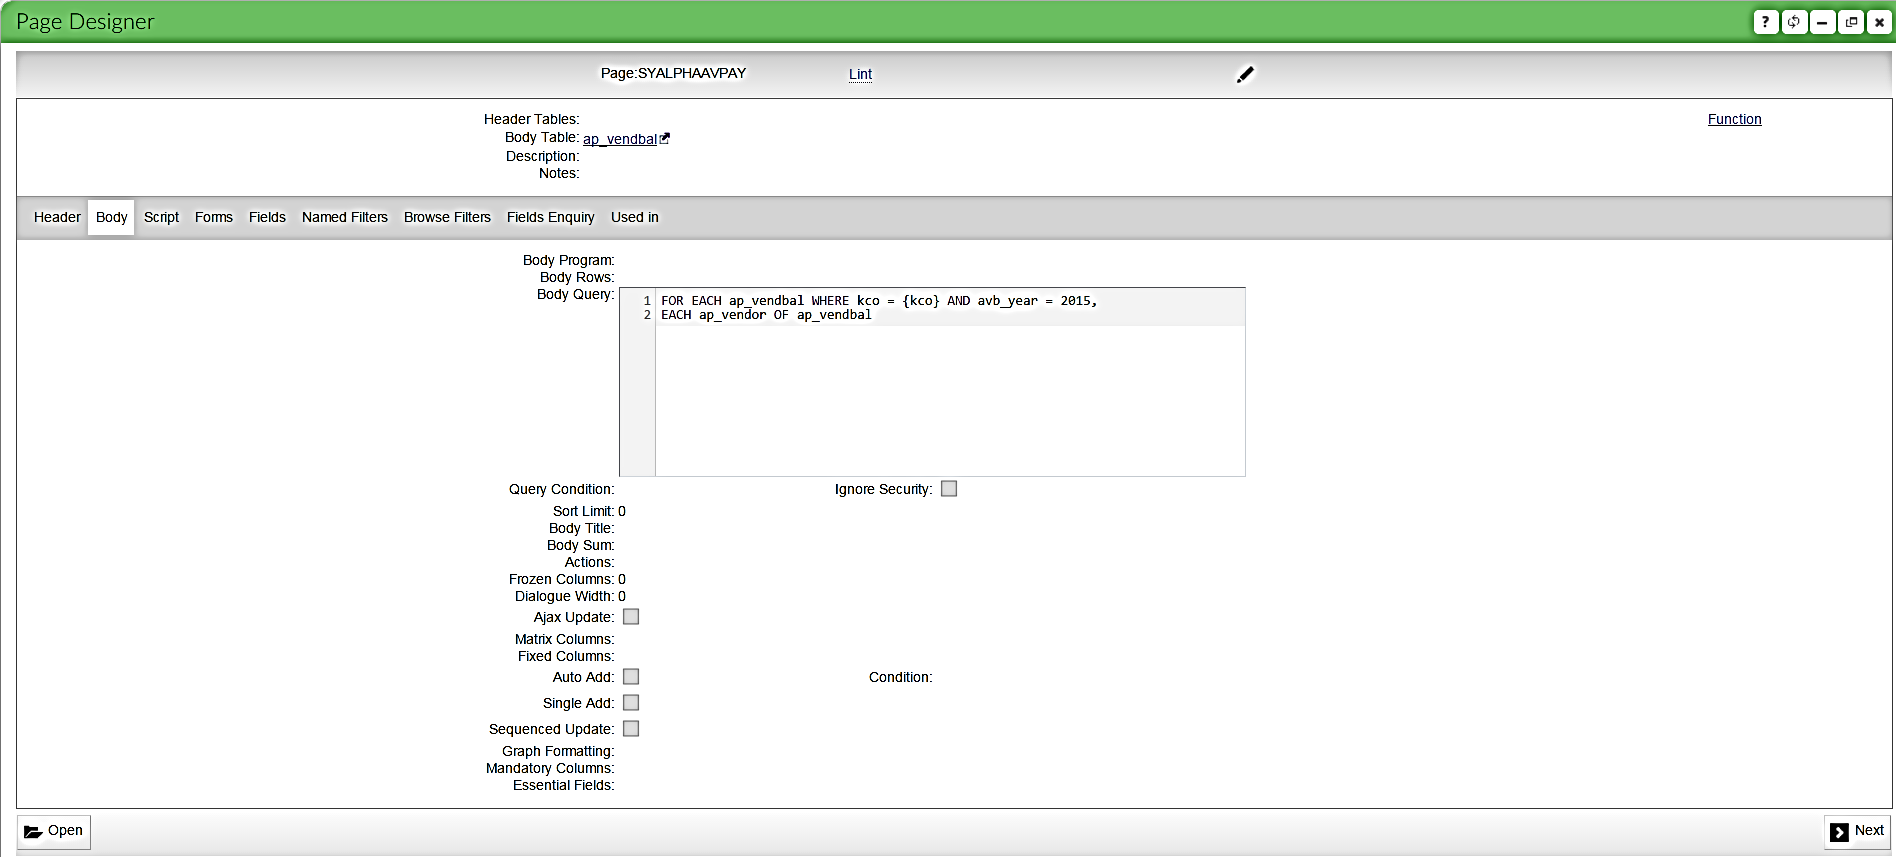 Page Designer
?
Page:SYALPHAAVPAY Lint
Header Tables: Function
Body Table: ap_vendbal
Description:
Notes:
Header Body Script Forms Fields Named Filters Browse Filters Fields Enquiry Used in
Body Program:
Body Rows:
Body Query:
1 FOR EACH ap_vendbal WHERE kco = {kco} AND avb_year = 2015,
2 EACH ap_vendor OF ap_vendbal
Query Condition: Ignore Security:
Sort Limit: 0
Body Title:
Body Sum:
Actions:
Frozen Columns: 0
Dialogue Width: 0
Ajax Update:
Matrix Columns:
Fixed Columns:
Auto Add: Condition:
Single Add:
Sequenced Update:
Graph Formatting:
Mandatory Columns:
Essential Fields:
Open Next